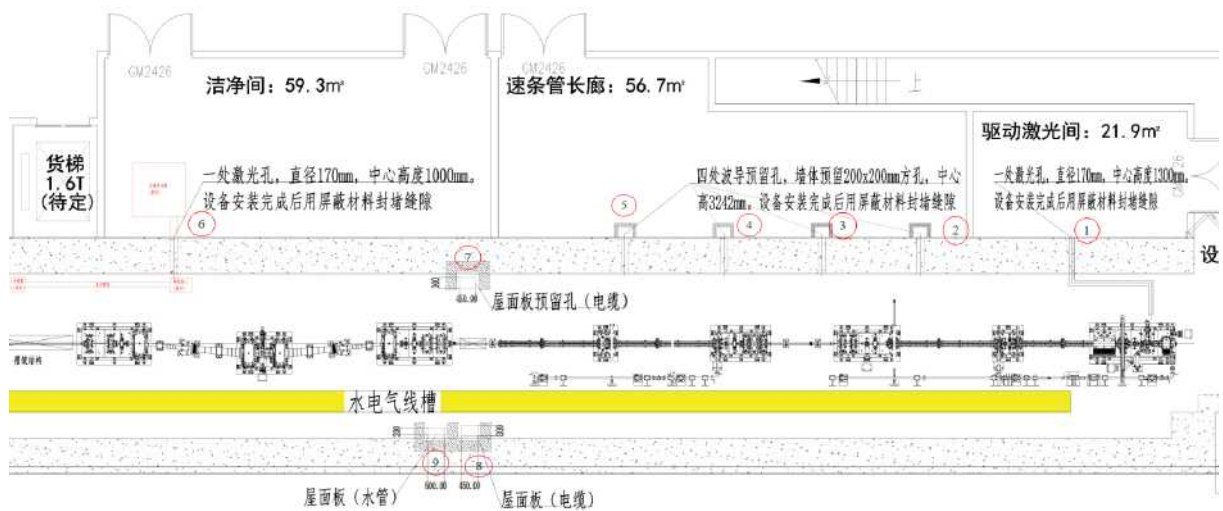 GM2426
GM2426
GM2426
洁净间：59.3㎡
速条管长廊：56.7㎡
上
驱动激光间：21.9㎡
GM2426
货梯
1.6T
(待定)
一处激光孔，直径170mm，中心高度1000mm，
设备安装完成后用屏蔽材料封堵缝隙
四处波导预留孔，墙体预留200x200mm方孔，中心
高3242mm。设备安装完成后用屏蔽材料封堵缝隙
一处激光孔，直径170mm，中心高度1300mm，
设备安装完成后用屏蔽材料封堵缝隙
6
5
4
3
2
1
设
7
300
450.00
屋面板预留孔（电缆）
水电气线槽
9
8
600.00
450.00
屋面板（水管）
屋面板（电缆）